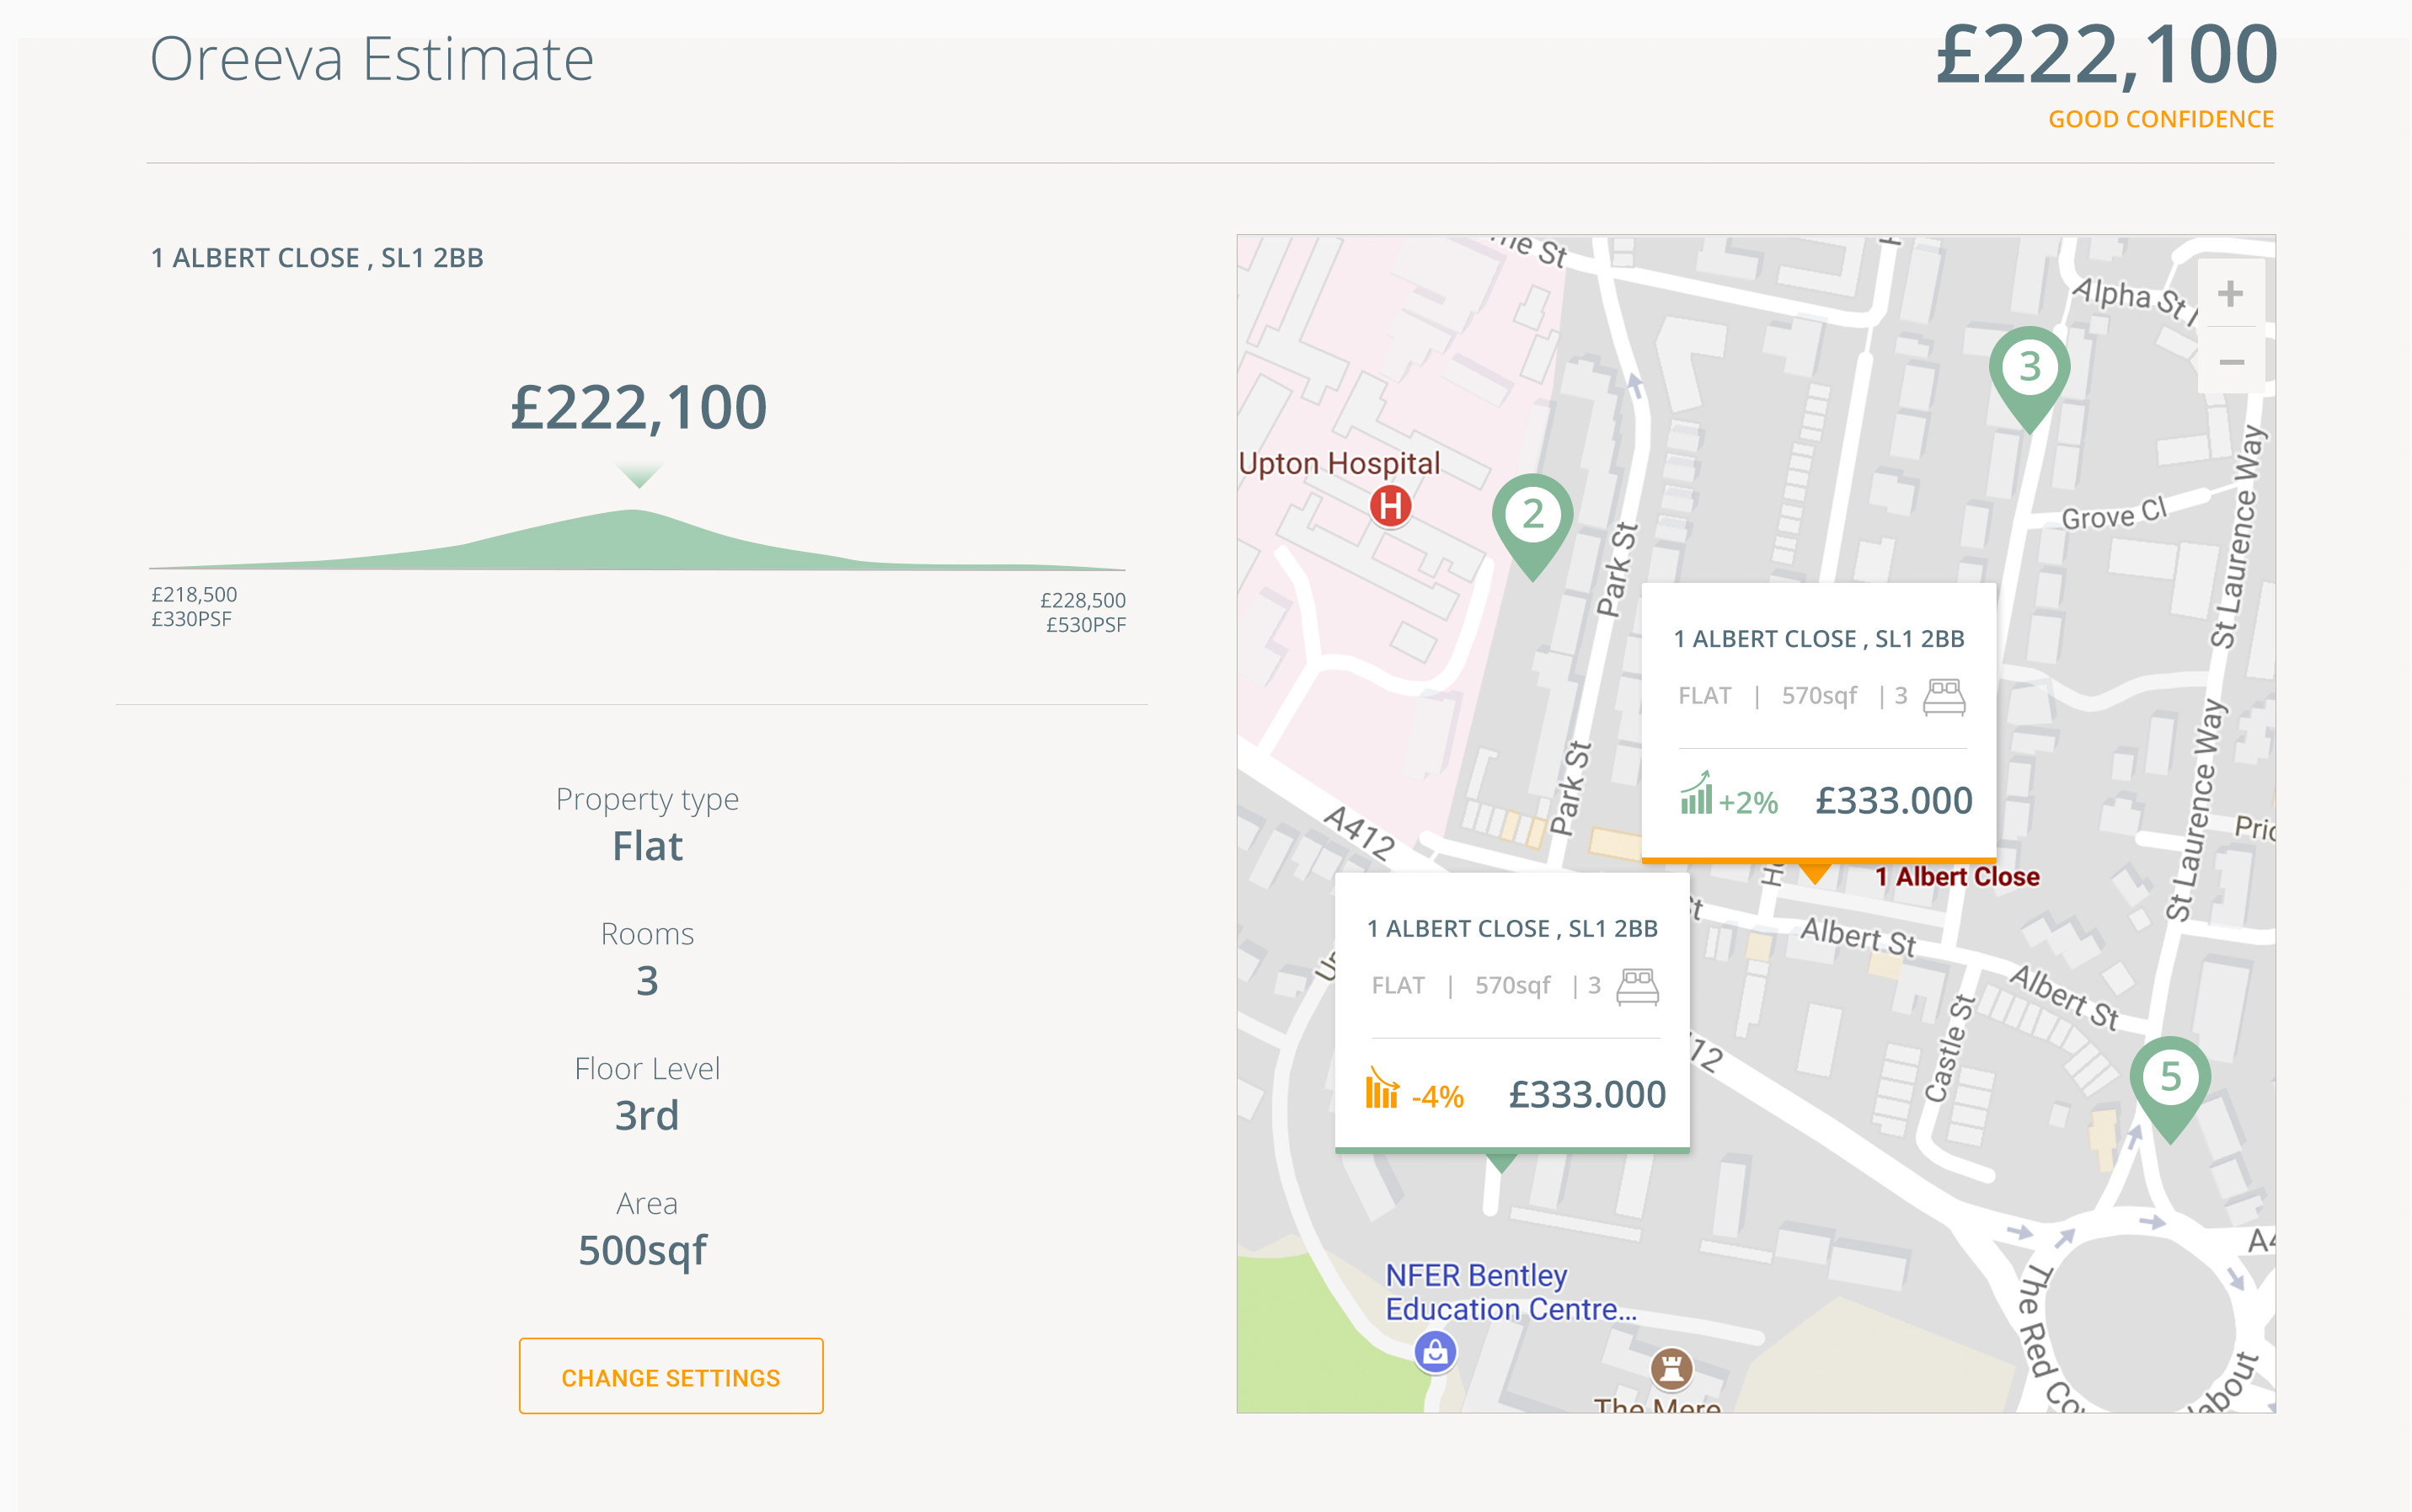 Oreeva Estimate
£222,100
GOOD CONFIDENCE
1 ALBERT CLOSE , SL1 2BB
£222,100
£218,500
£330PSF
£228,500
£530PSF
Property type
Flat
Rooms
3
Floor Level
3rd
Area
500sqf
CHANGE SETTINGS
St
Alpha St
+
−
3
Upton Hospital
H
2
Park St
Grove Cl
St Laurence Way
1 ALBERT CLOSE , SL1 2BB
FLAT | 570sqf | 3
+2% £333.000
Park St
A412
St Laurence Way
1 Albert Close
1 ALBERT CLOSE , SL1 2BB
FLAT | 570sqf | 3
-4% £333.000
Albert St
Albert St
Castle St
12
5
NFER Bentley
Education Centre...
The Red
The Mere